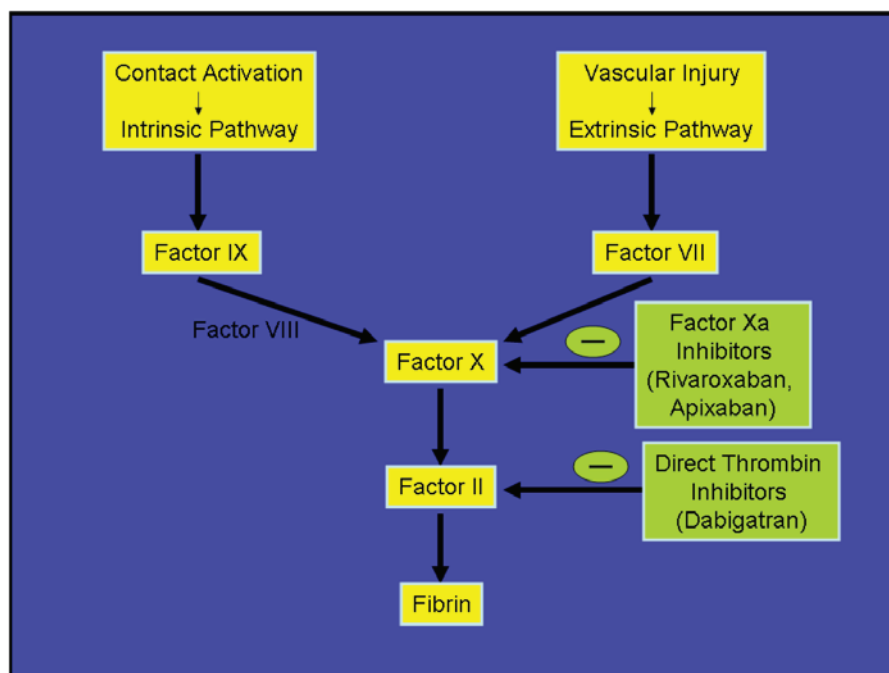 Contact Activation
Intrinsic Pathway
Vascular Injury
Extrinsic Pathway
Factor IX
Factor VII
Factor VIII
Factor X
Factor Xa
Inhibitors
(Rivaroxaban,
Apixaban)
Factor II
Direct Thrombin
Inhibitors
(Dabigatran)
Fibrin